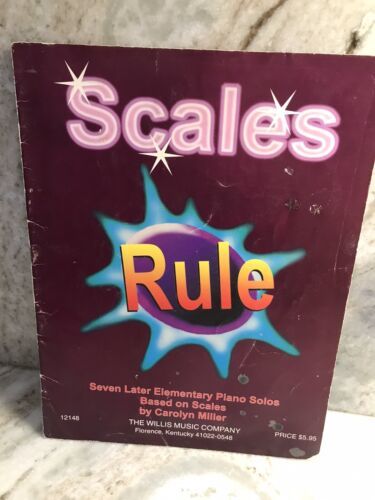 Scales
Rule
Seven Later Elementary Piano Solos
Based on Scales
by Carolyn Miller
12148
THE WILLIS MUSIC COMPANY
Florence, Kentucky 41022-0548
PRICE $5.95